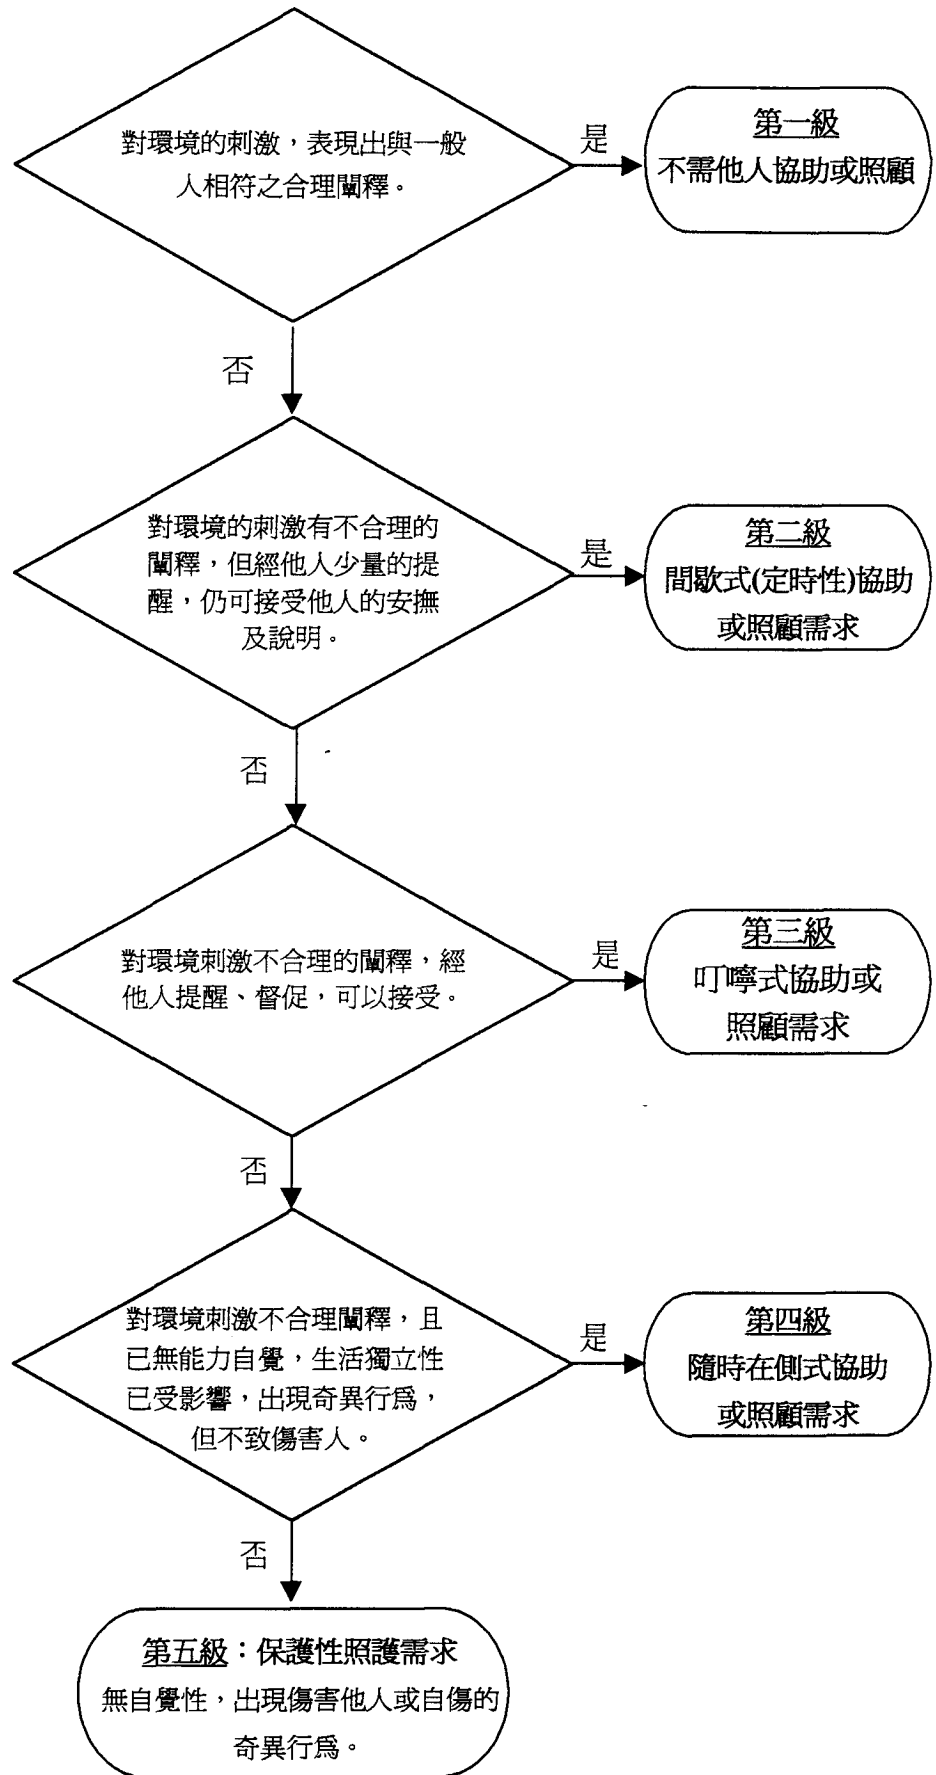 對環境的刺激，表現出與一般
人相符之合理闡釋。
是
第一級
不需他人協助或照顧
否
對環境的刺激有不合理的
闡釋，但經他人少量的提
醒，仍可接受他人的安撫
及說明。
是
第二級
間歇式(定時性)協助
或照顧需求
否
對環境刺激不合理的闡釋，經
他人提醒、督促，可以接受。
是
第三級
叮嚀式協助或
照顧需求
否
對環境刺激不合理闡釋，且
已無能力自覺，生活獨立性
已受影響，出現奇異行為，
但不致傷害人。
是
第四級
隨時在側式協助
或照顧需求
否
第五級：保護性照護需求
無自覺性，出現傷害他人或自傷的
奇異行為。